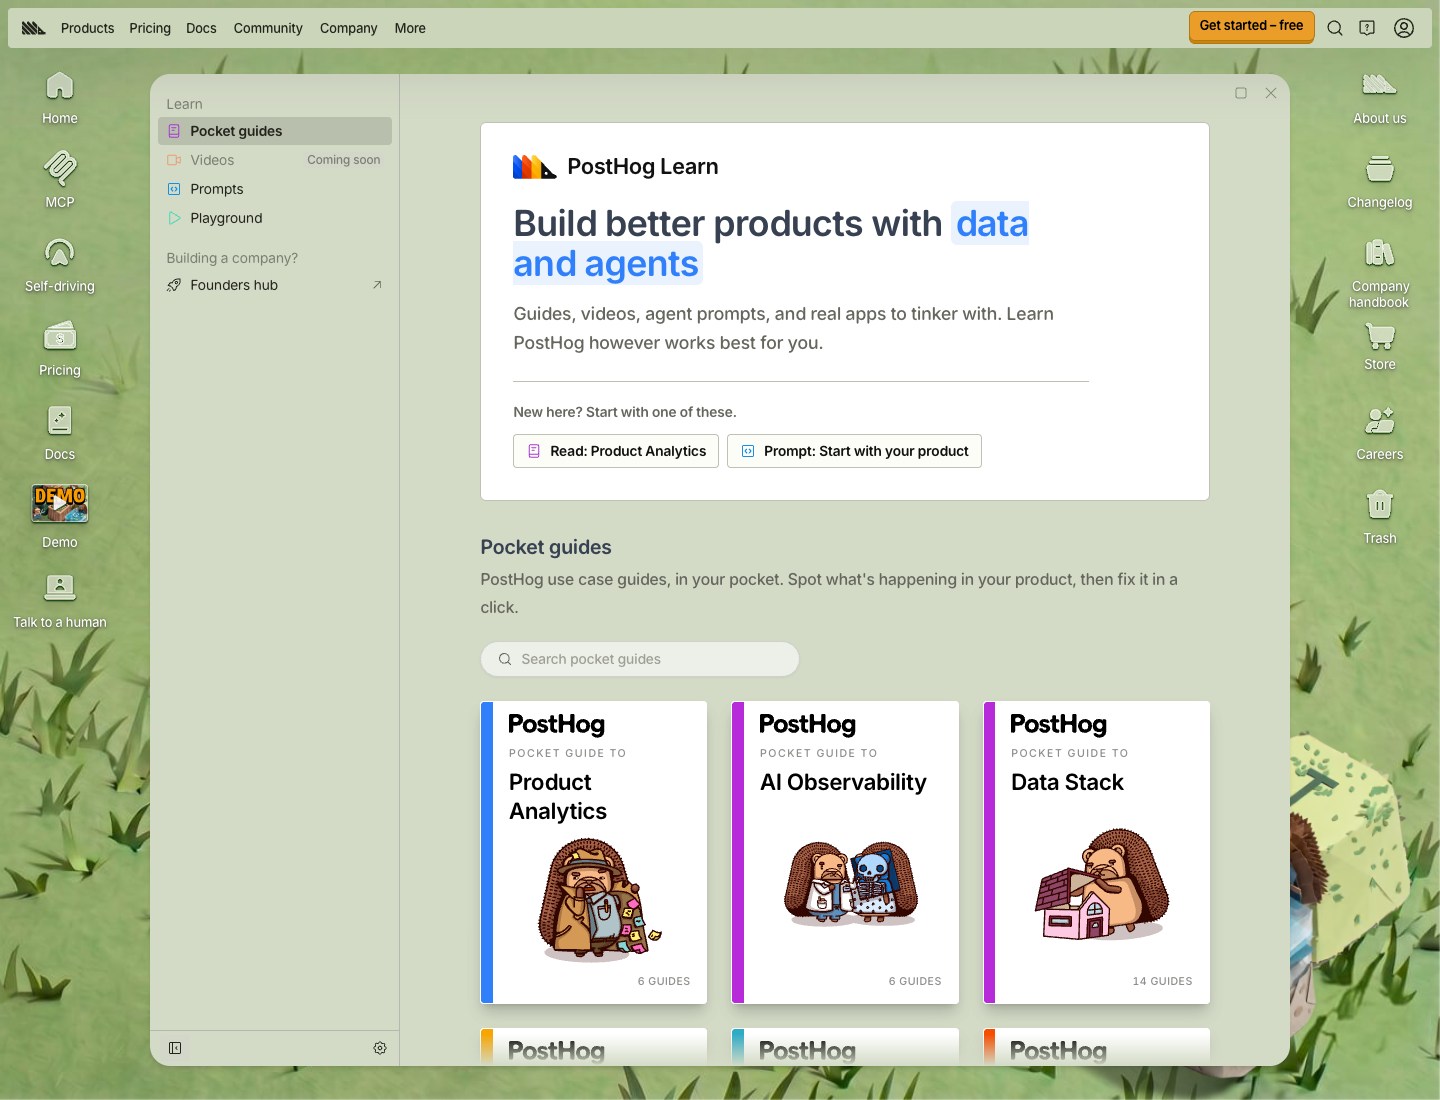 Products Pricing Docs Community Company More
Get started – free
Home
MCP
Self-driving
Pricing
Docs
DEMO
Demo
Talk to a human
Learn
Pocket guides
Videos Coming soon
Prompts
Playground
Building a company?
Founders hub
PostHog Learn
Build better products with data
and agents
Guides, videos, agent prompts, and real apps to tinker with. Learn
PostHog however works best for you.
New here? Start with one of these.
Read: Product Analytics
Prompt: Start with your product
Pocket guides
PostHog use case guides, in your pocket. Spot what's happening in your product, then fix it in a
click.
Search pocket guides
PostHog
POCKET GUIDE TO
Product
Analytics
6 GUIDES
PostHog
POCKET GUIDE TO
AI Observability
6 GUIDES
PostHog
POCKET GUIDE TO
Data Stack
14 GUIDES
PostHog
PostHog
PostHog
About us
Changelog
Company
handbook
Store
Careers
Trash